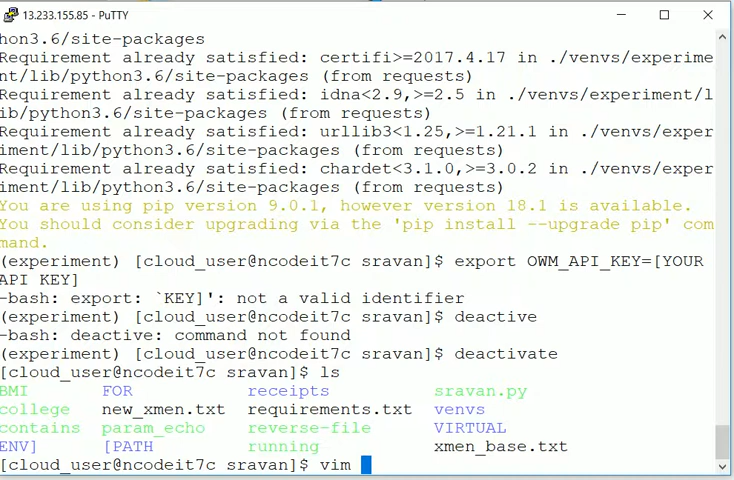 13.233.155.85 - PuTTY
hon3.6/site-packages
Requirement already satisfied: certifi>=2017.4.17 in ./venvs/experime
nt/lib/python3.6/site-packages (from requests)
Requirement already satisfied: idna<2.9,>=2.5 in ./venvs/experiment/l
ib/python3.6/site-packages (from requests)
Requirement already satisfied: urllib3<1.25,>=1.21.1 in ./venvs/exper
iment/lib/python3.6/site-packages (from requests)
Requirement already satisfied: chardet<3.1.0,>=3.0.2 in ./venvs/exper
iment/lib/python3.6/site-packages (from requests)
You are using pip version 9.0.1, however version 18.1 is available.
You should consider upgrading via the 'pip install --upgrade pip' com
mand.
(experiment) [cloud_user@ncodeit7c sravan]$ export OWM_API_KEY=[YOUR
API KEY]
-bash: export: `KEY]': not a valid identifier
(experiment) [cloud_user@ncodeit7c sravan]$ deactive
-bash: deactive: command not found
(experiment) [cloud_user@ncodeit7c sravan]$ deactivate
[cloud_user@ncodeit7c sravan]$ ls
BMI FOR receipts sravan.py
college new_xmen.txt requirements.txt venvs
contains param_echo reverse-file VIRTUAL
ENV] [PATH running xmen_base.txt
[cloud_user@ncodeit7c sravan]$ vim